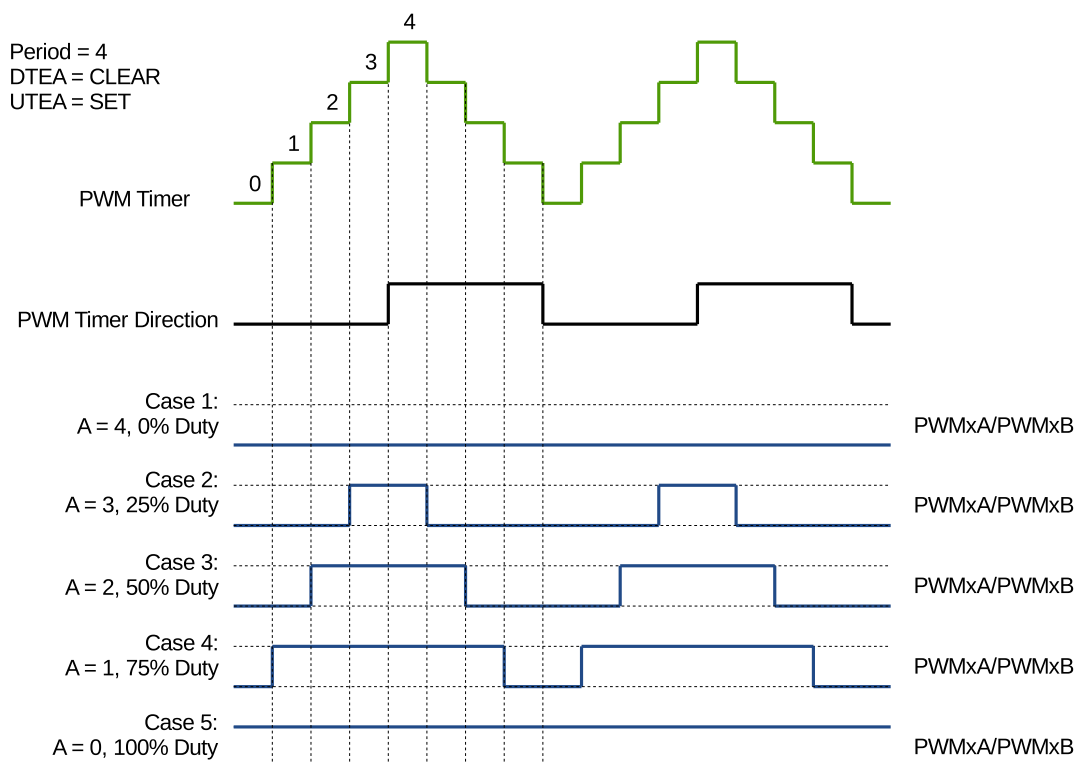 4
Period = 4
DTEA = CLEAR
UTEA = SET
3
2
1
0
PWM Timer
PWM Timer Direction
Case 1:
A = 4, 0% Duty
PWMxA/PWMxB
Case 2:
A = 3, 25% Duty
PWMxA/PWMxB
Case 3:
A = 2, 50% Duty
PWMxA/PWMxB
Case 4:
A = 1, 75% Duty
PWMxA/PWMxB
Case 5:
A = 0, 100% Duty
PWMxA/PWMxB